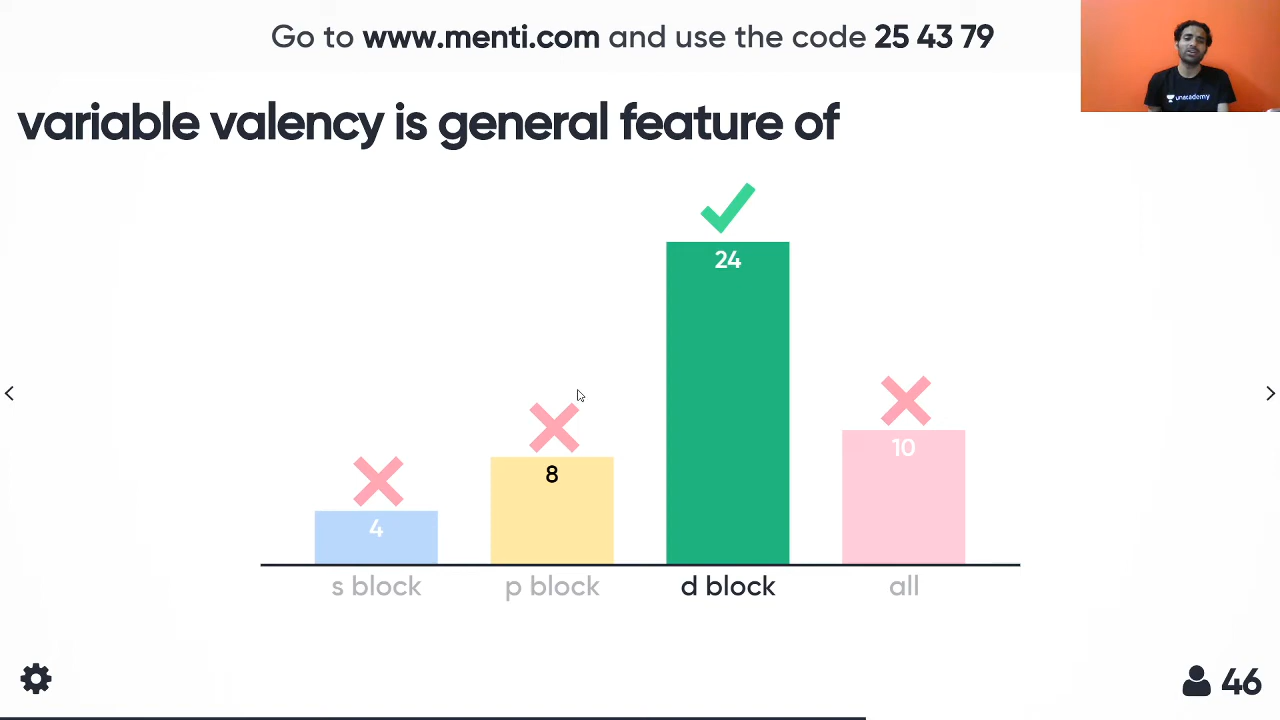 Go to www.menti.com and use the code 25 43 79
unacademy
variable valency is general feature of
24
10
8
4
s block
p block
d block
all
46